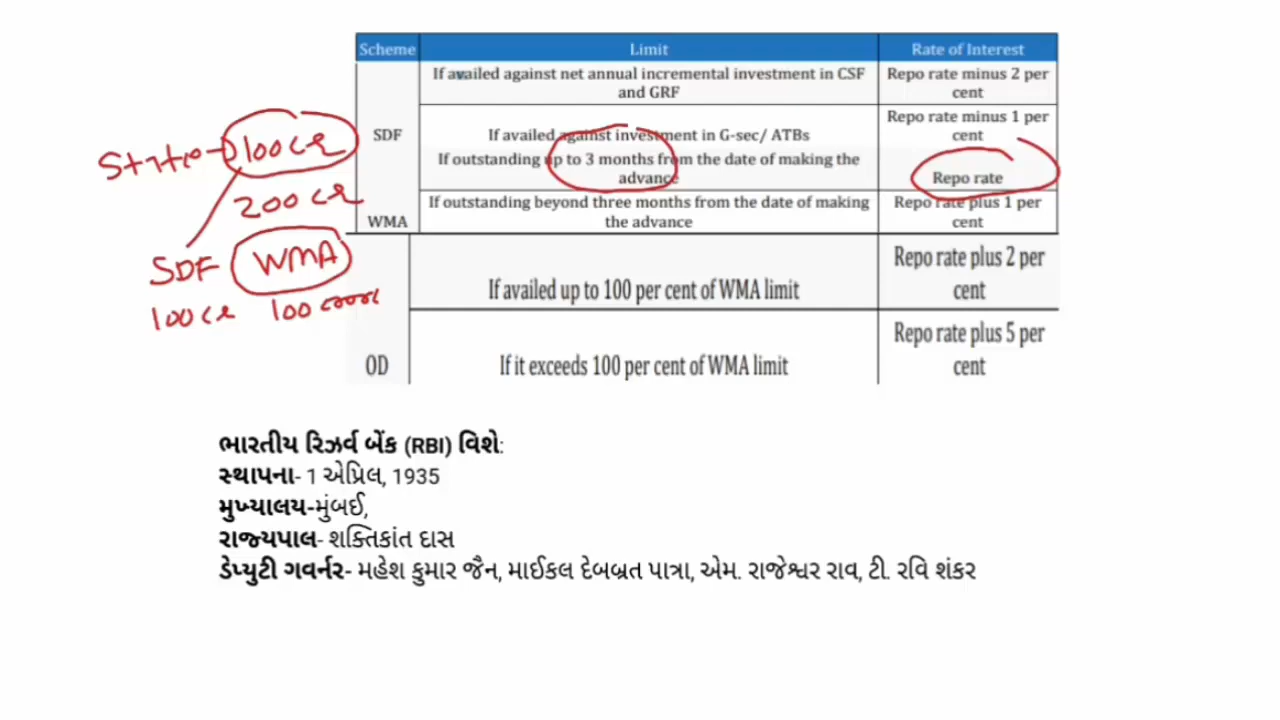 Scheme Limit Rate of Interest
If availed against net annual incremental investment in CSF Repo rate minus 2 per
and GRF cent
Repo rate minus 1 per
SDF If availed against investment in G-sec/ ATBs cent
If outstanding up to 3 months from the date of making the
advance Repo rate
If outstanding beyond three months from the date of making Repo rate plus 1 per
WMA the advance cent
Repo rate plus 2 per
If availed up to 100 per cent of WMA limit cent
Repo rate plus 5 per
OD If it exceeds 100 per cent of WMA limit cent
State 100 cr
200 cr
SDF WMA
100 cr 100
ભારતીય રિઝર્વ બેંક (RBI) વિશે:
સ્થાપના- 1 એપ્રિલ, 1935
મુખ્યાલય-મુંબઈ,
રાજ્યપાલ- શક્તિકાંત દાસ
ડેપ્યુટી ગવર્નર- મહેશ કુમાર જૈન, માઈકલ દેબબ્રત પાત્રા, એમ. રાજેશ્વર રાવ, ટી. રવિ શંકર